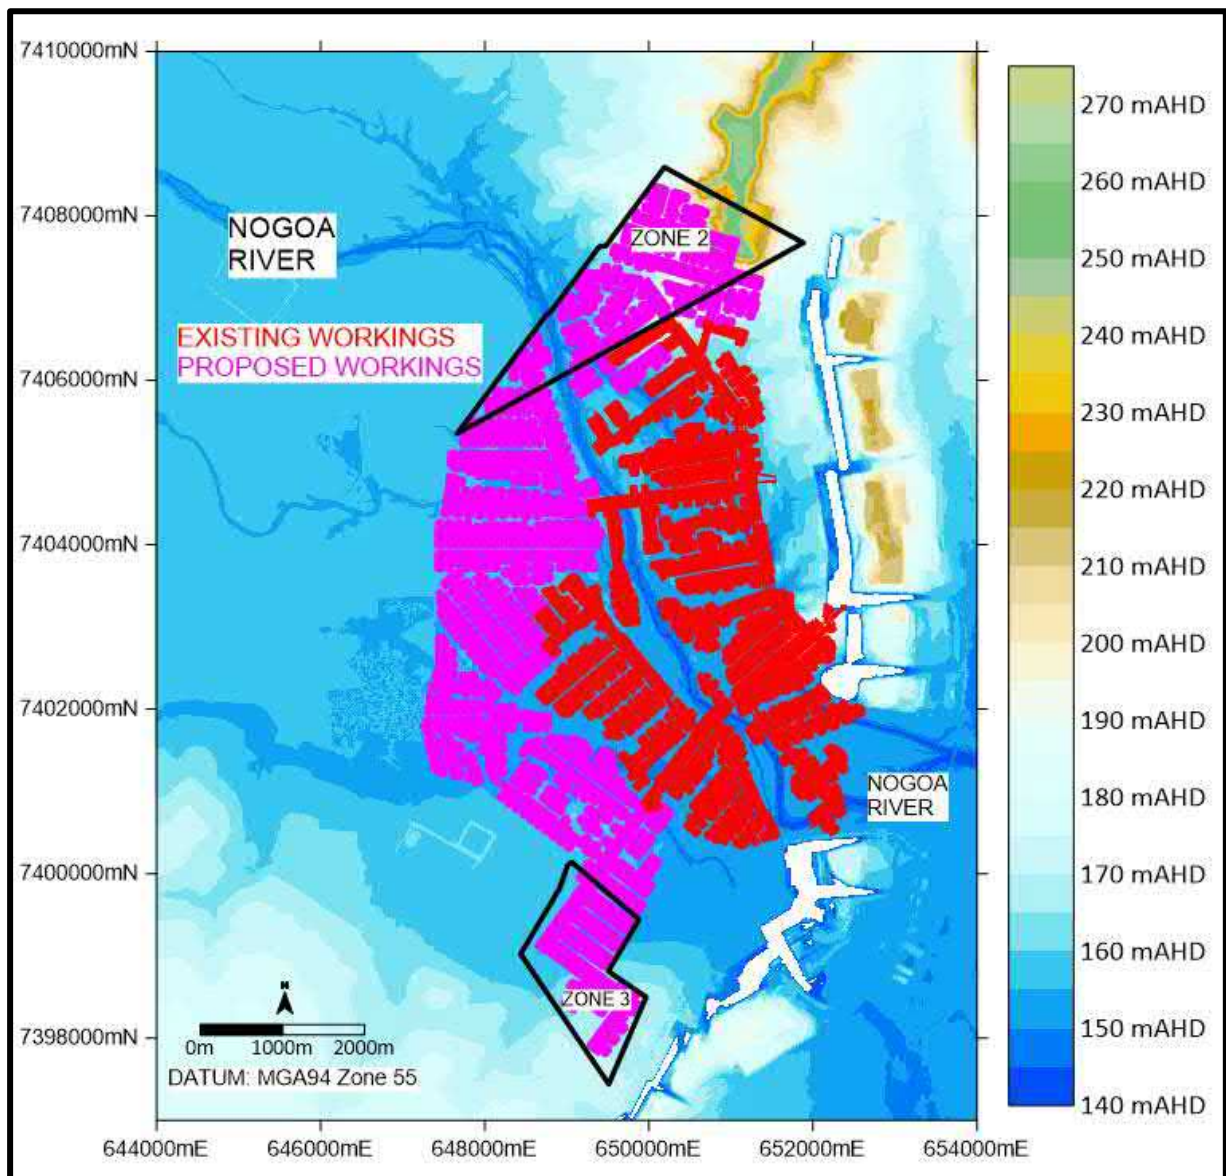 7410000mN
7408000mN
7406000mN
7404000mN
7402000mN
7400000mN
7398000mN
644000mE
646000mE
648000mE
650000mE
652000mE
654000mE
NOGOA
RIVER
EXISTING WORKINGS
PROPOSED WORKINGS
ZONE 2
NOGOA
RIVER
ZONE 3
N
0m
1000m
2000m
DATUM: MGA94 Zone 55
270 mAHD
260 mAHD
250 mAHD
240 mAHD
230 mAHD
220 mAHD
210 mAHD
200 mAHD
190 mAHD
180 mAHD
170 mAHD
160 mAHD
150 mAHD
140 mAHD